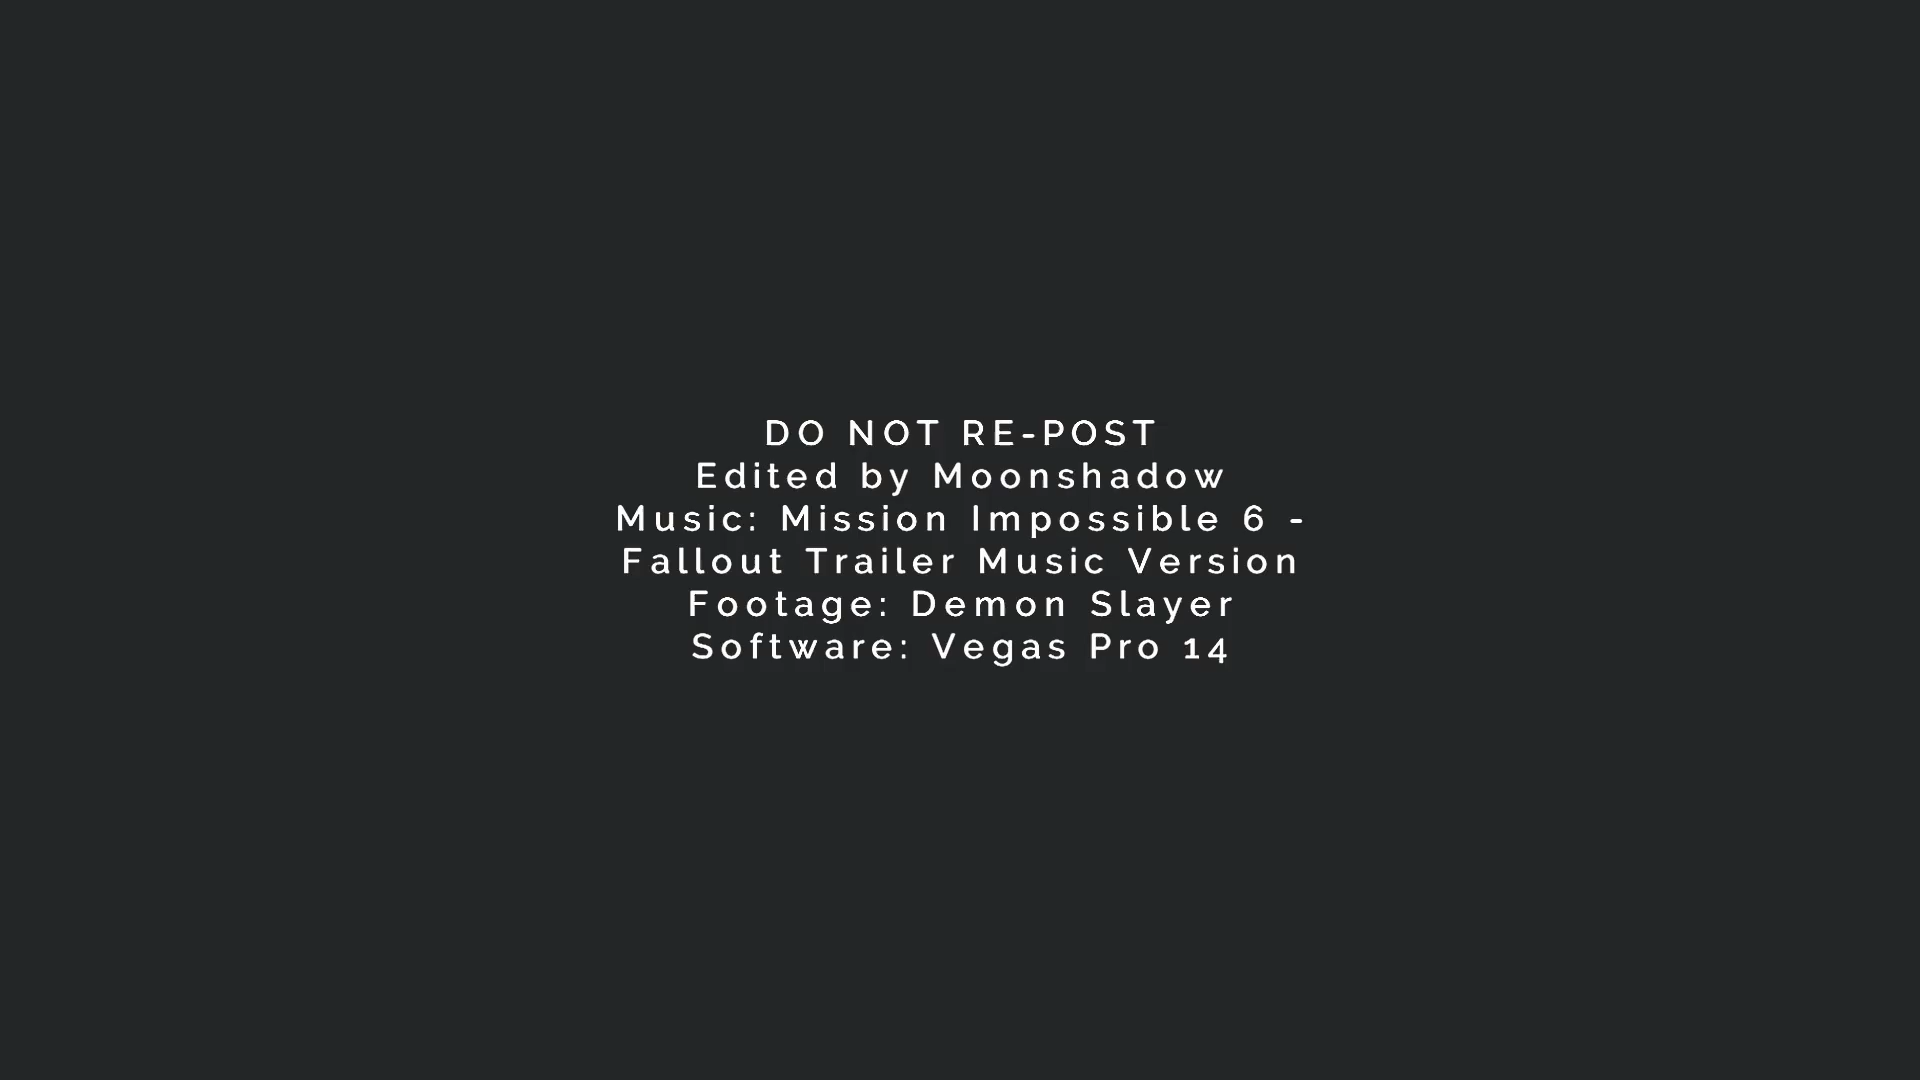 DO NOT RE-POST
Edited by Moonshadow
Music: Mission Impossible 6 -
Fallout Trailer Music Version
Footage: Demon Slayer
Software: Vegas Pro 14